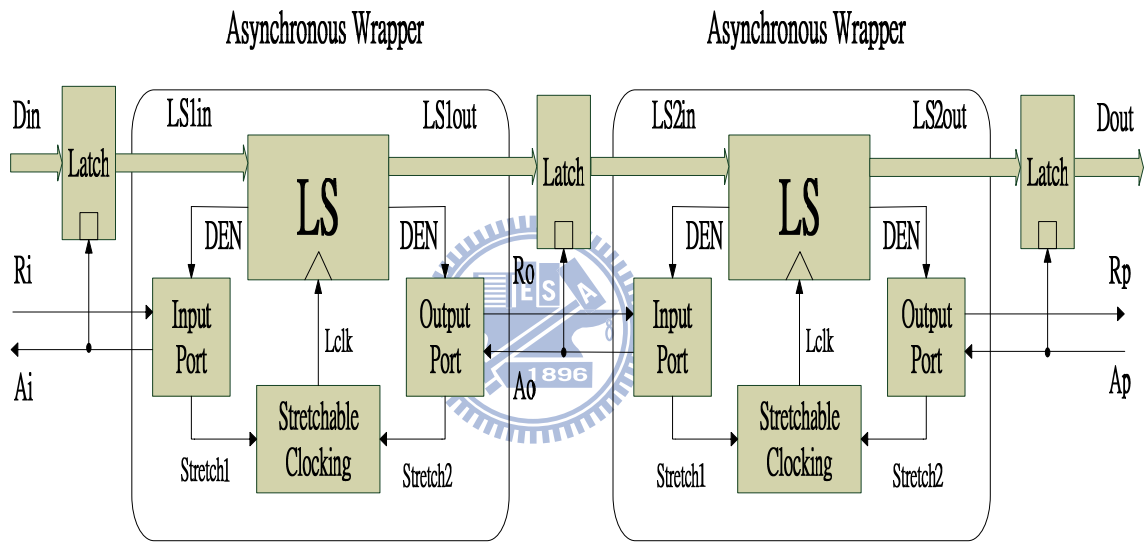 Asynchronous Wrapper Asynchronous Wrapper
Din LS1in LS1out LS2in LS2out Dout
Latch Latch Latch
LS LS
DEN DEN DEN DEN
Ri Ro Rp
Input Port Output Port Input Port Output Port
ES A
Lclk Lclk
1896
Ai Ao Ap
Stretchable Clocking Stretchable Clocking
Stretch1 Stretch2 Stretch1 Stretch2